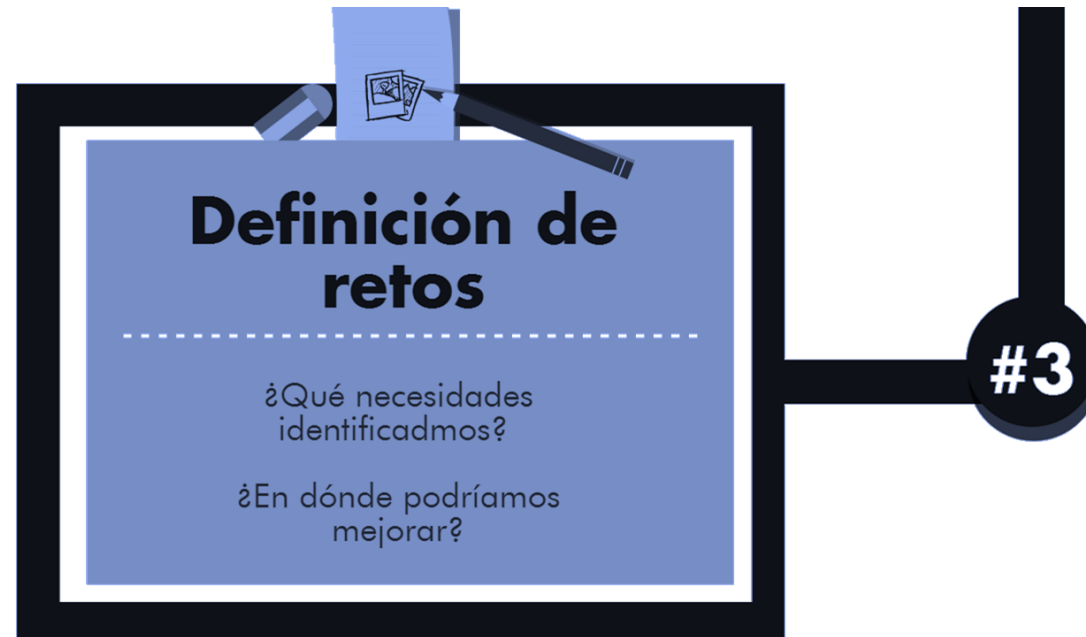 Definición de
retos
¿Qué necesidades
identificadmos?
¿En dónde podríamos
mejorar?
#3